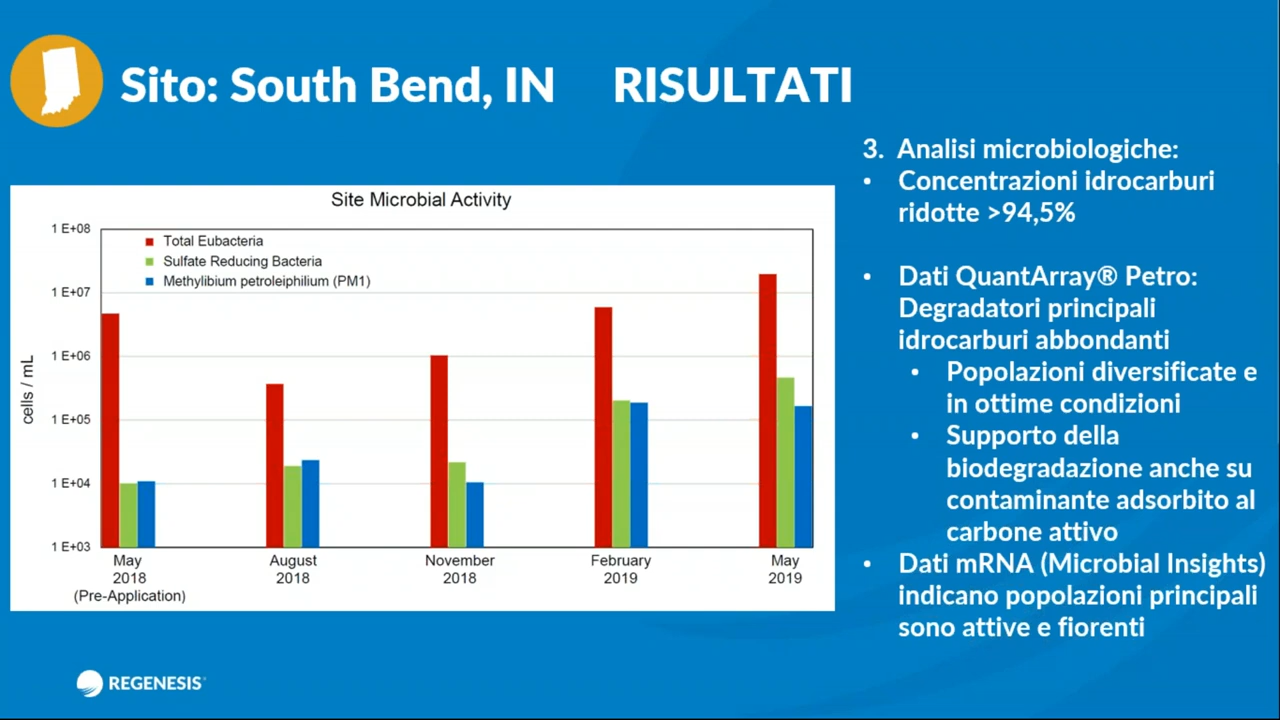 Sito: South Bend, IN RISULTATI
3. Analisi microbiologiche:
• Concentrazioni idrocarburi
ridotte >94,5%
• Dati QuantArray® Petro:
Degradatori principali
idrocarburi abbondanti
• Popolazioni diversificate e
in ottime condizioni
• Supporto della
biodegradazione anche su
contaminante adsorbito al
carbone attivo
• Dati mRNA (Microbial Insights)
indicano popolazioni principali
sono attive e fiorenti
Site Microbial Activity
Total Eubacteria
Sulfate Reducing Bacteria
Methylibium petroleiphilium (PM1)
cells / mL
1 E+08
1 E+07
1 E+06
1 E+05
1 E+04
1 E+03
May August November February May
2018 2018 2018 2019 2019
(Pre-Application)
REGENESIS